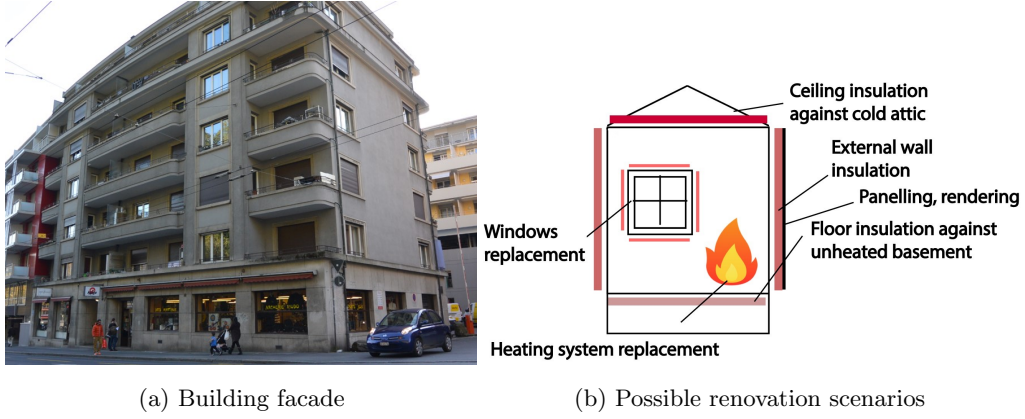 Ceiling insulation
against cold attic
External wall
insulation
Panelling, rendering
Floor insulation against
unheated basement
Windows
replacement
Heating system replacement
(a) Building facade
(b) Possible renovation scenarios